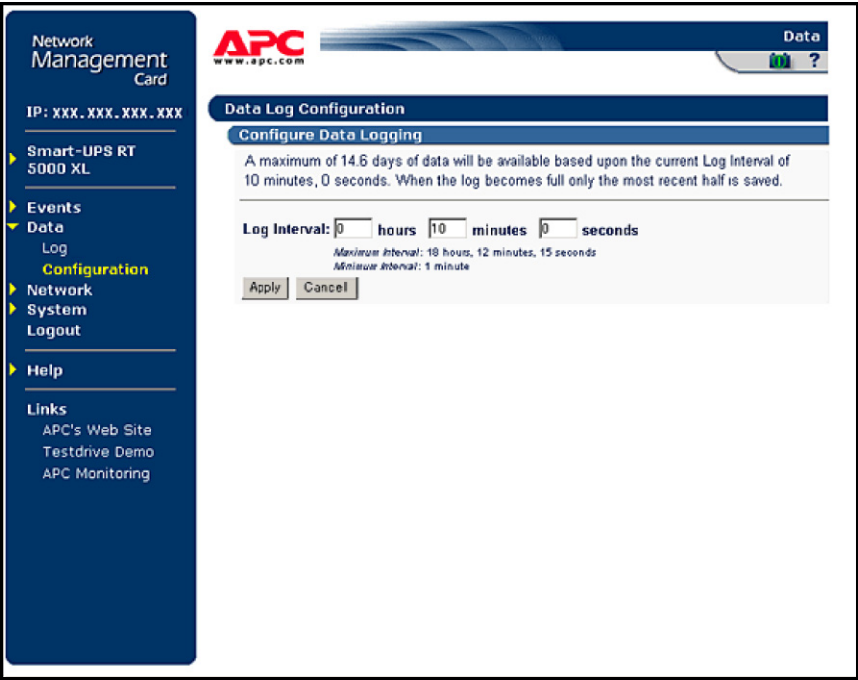 Network
Management
Card
IP: xxx.xxx.xxx.xxx
Smart-UPS RT
5000 XL
Events
Data
Log
Configuration
Network
System
Logout
Help
Links
APC's Web Site
Testdrive Demo
APC Monitoring
APC
www.apc.com
Data
?
Data Log Configuration
Configure Data Logging
A maximum of 14.6 days of data will be available based upon the current Log Interval of
10 minutes, 0 seconds. When the log becomes full only the most recent half is saved.
Log Interval: 0 hours 10 minutes 0 seconds
Maximum Interval: 18 hours, 12 minutes, 15 seconds
Minimum Interval: 1 minute
Apply Cancel